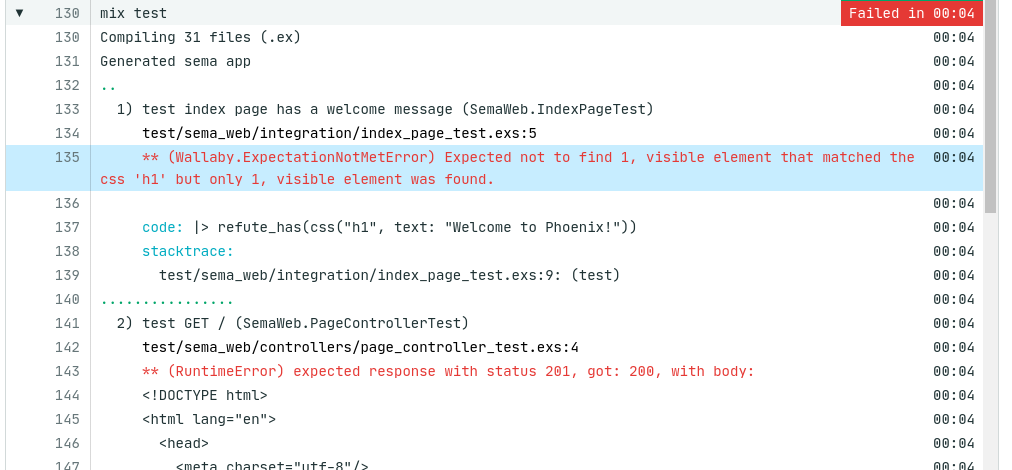 ▼ 130 mix test Failed in 00:04
130 Compiling 31 files (.ex) 00:04
131 Generated sema app 00:04
132 .. 00:04
133 1) test index page has a welcome message (SemaWeb.IndexPageTest) 00:04
134 test/sema_web/integration/index_page_test.exs:5 00:04
135 ** (Wallaby.ExpectationNotMetError) Expected not to find 1, visible element that matched the 00:04
css 'h1' but only 1, visible element was found.
136 00:04
137 code: |> refute_has(css("h1", text: "Welcome to Phoenix!")) 00:04
138 stacktrace: 00:04
139 test/sema_web/integration/index_page_test.exs:9: (test) 00:04
140 ................ 00:04
141 2) test GET / (SemaWeb.PageControllerTest) 00:04
142 test/sema_web/controllers/page_controller_test.exs:4 00:04
143 ** (RuntimeError) expected response with status 201, got: 200, with body: 00:04
144 <!DOCTYPE html> 00:04
145 <html lang="en"> 00:04
146 <head> 00:04
147 <meta charset="utf-8"/> 00:04